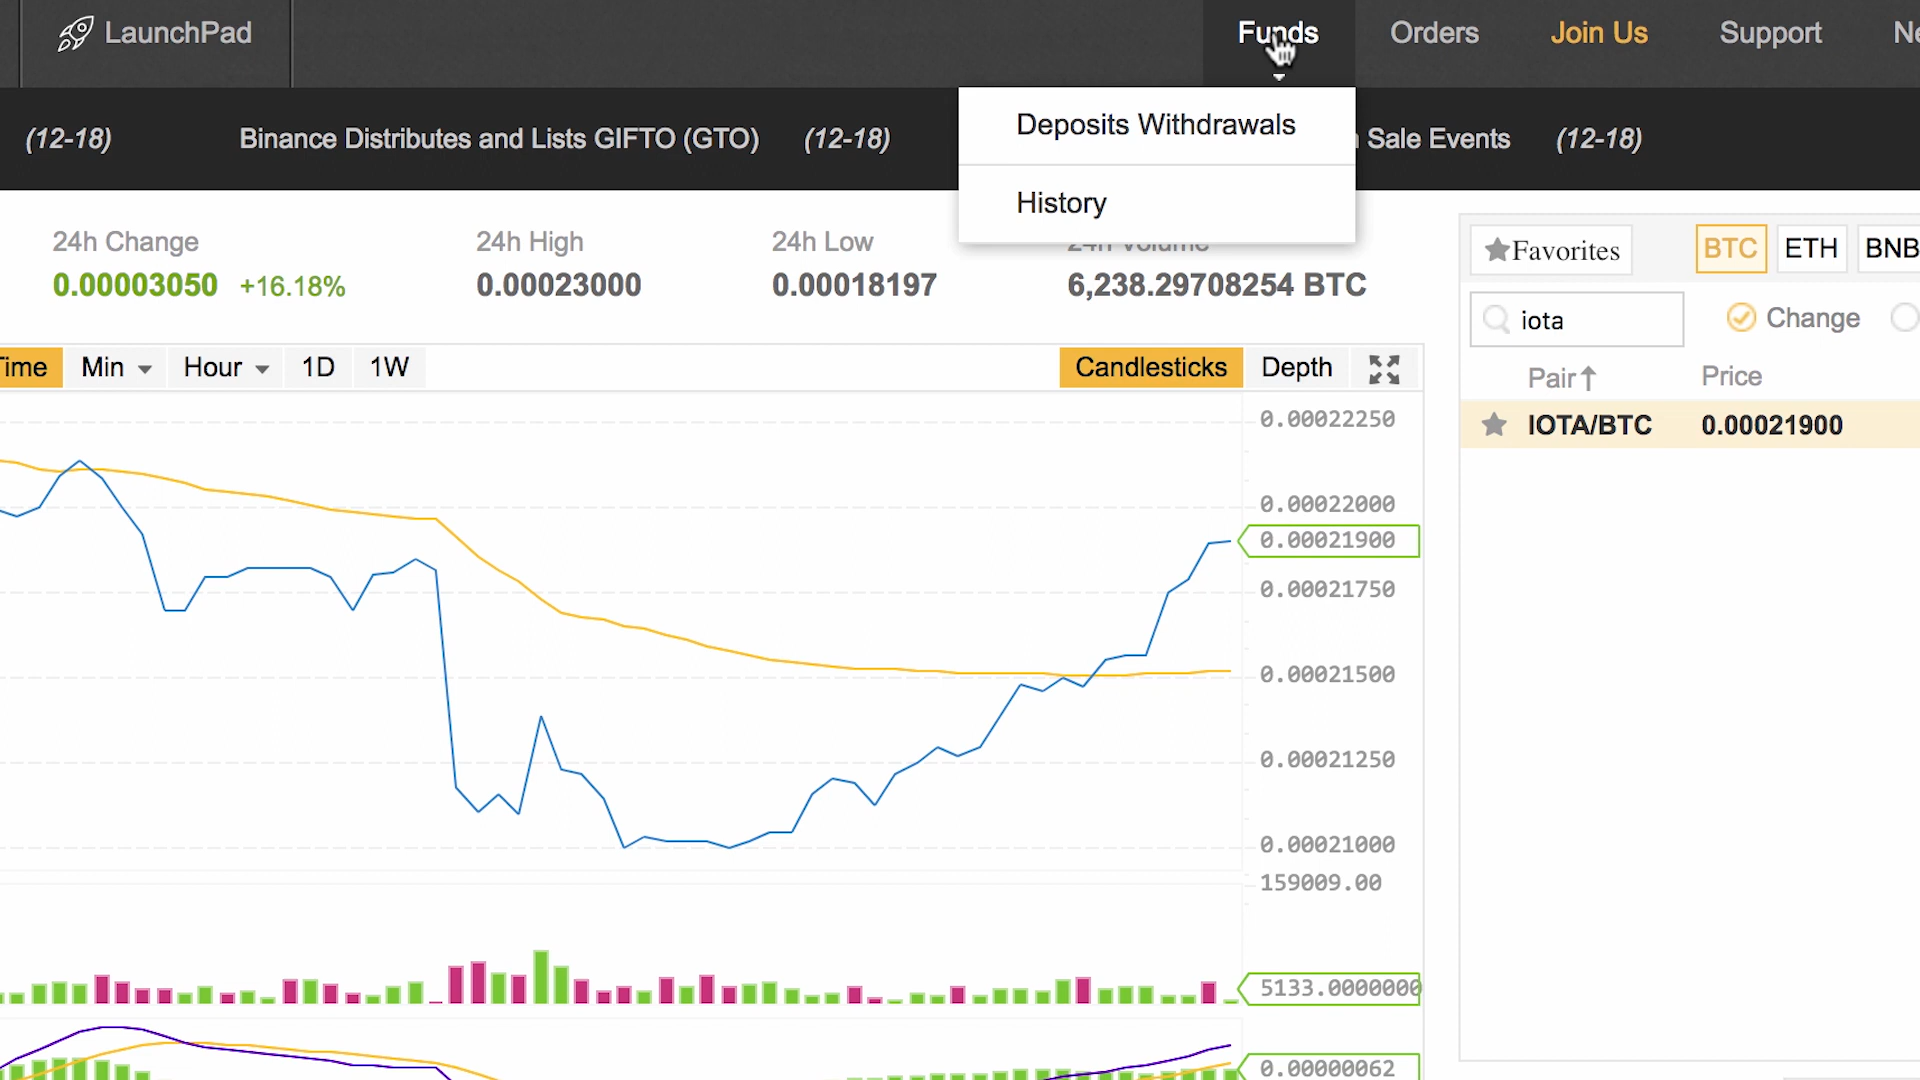 LaunchPad
Funds
Orders
Join Us
Support
(12-18)
Binance Distributes and Lists GIFTO (GTO)
(12-18)
Sale Events
(12-18)
Deposits Withdrawals
History
24h Change
24h High
24h Low
24h Volume
0.00003050 +16.18%
0.00023000
0.00018197
6,238.29708254 BTC
Favorites
BTC
ETH
BNB
iota
Change
Pair↑
Price
IOTA/BTC
0.00021900
Time
Min
Hour
1D
1W
Candlesticks
Depth
0.00022250
0.00022000
0.00021900
0.00021750
0.00021500
0.00021250
0.00021000
159009.00
5133.0000000
0.00000062